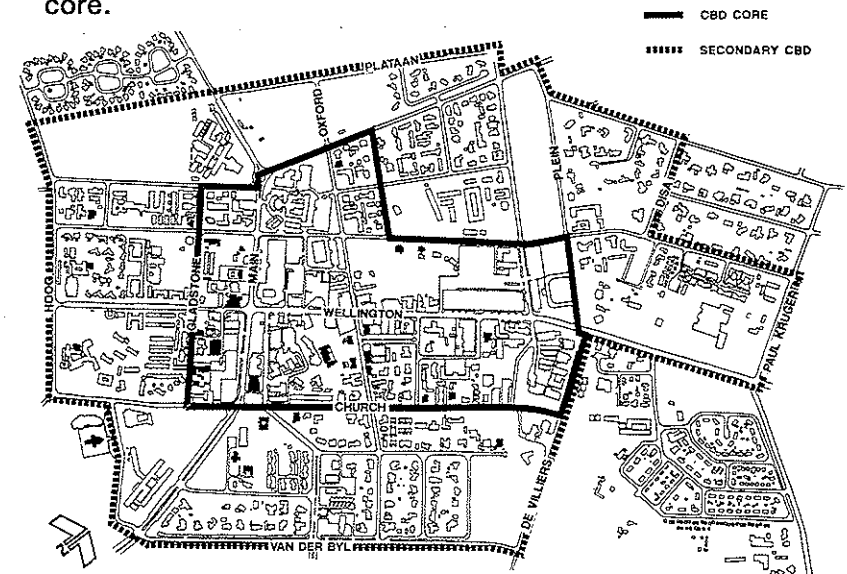 core.
CBD CORE
SECONDARY CBD
PLATAAN
OXFORD
PLEIN
DISA
HOOG
GLADSTONE
MAIN
WELLINGTON
PAUL KRUGER
CHURCH
DE VILLIERS
VAN DER BYL
N